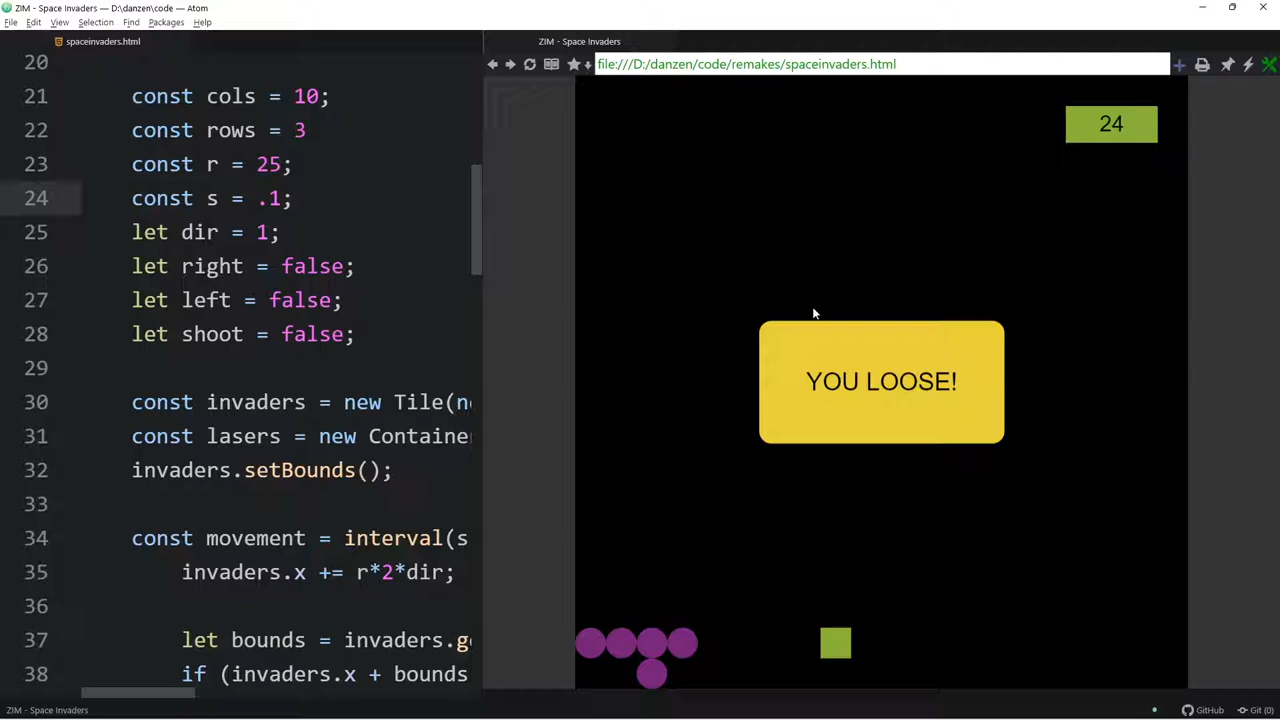 ZIM - Space Invaders — D:\danzen\code — Atom
File Edit View Selection Find Packages Help
spaceinvaders.html
ZIM - Space Invaders
file:///D:/danzen/code/remakes/spaceinvaders.html
20
21 const cols = 10;
22 const rows = 3
23 const r = 25;
24 const s = .1;
25 let dir = 1;
26 let right = false;
27 let left = false;
28 let shoot = false;
29
30 const invaders = new Tile(ne
31 const lasers = new Container
32 invaders.setBounds();
33
34 const movement = interval(s
35 invaders.x += r*2*dir;
36
37 let bounds = invaders.ge
38 if (invaders.x + bounds
24
YOU LOOSE!
ZIM - Space Invaders
GitHub
Git (0)